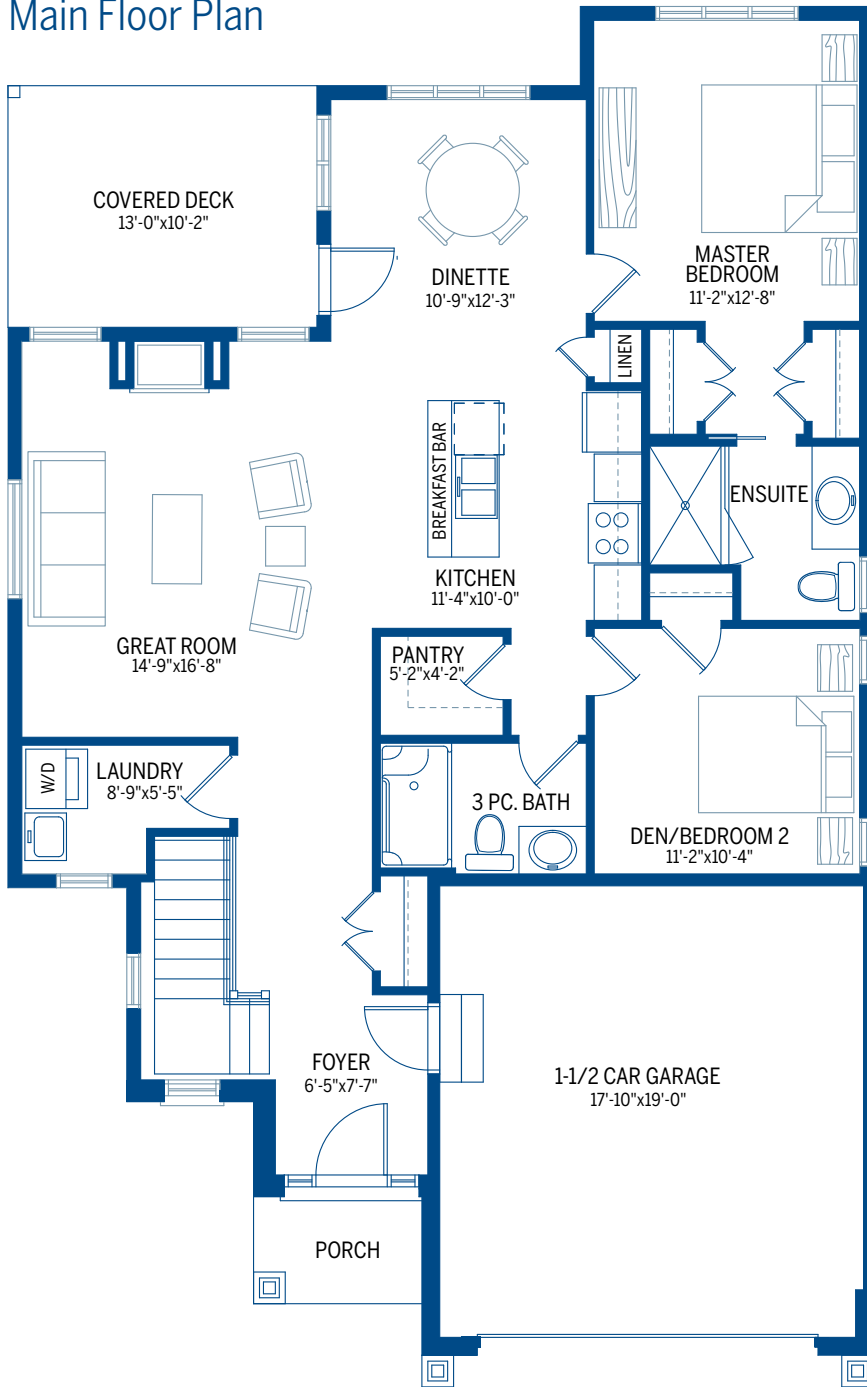 Main Floor Plan
COVERED DECK
13'-0"x10'-2"
DINETTE
10'-9"x12'-3"
MASTER
BEDROOM
11'-2"x12'-8"
LINEN
BREAKFAST BAR
ENSUITE
KITCHEN
11'-4"x10'-0"
GREAT ROOM
14'-9"x16'-8"
PANTRY
5'-2"x4'-2"
W/D
LAUNDRY
8'-9"x5'-5"
3 PC. BATH
DEN/BEDROOM 2
11'-2"x10'-4"
FOYER
6'-5"x7'-7"
1-1/2 CAR GARAGE
17'-10"x19'-0"
PORCH